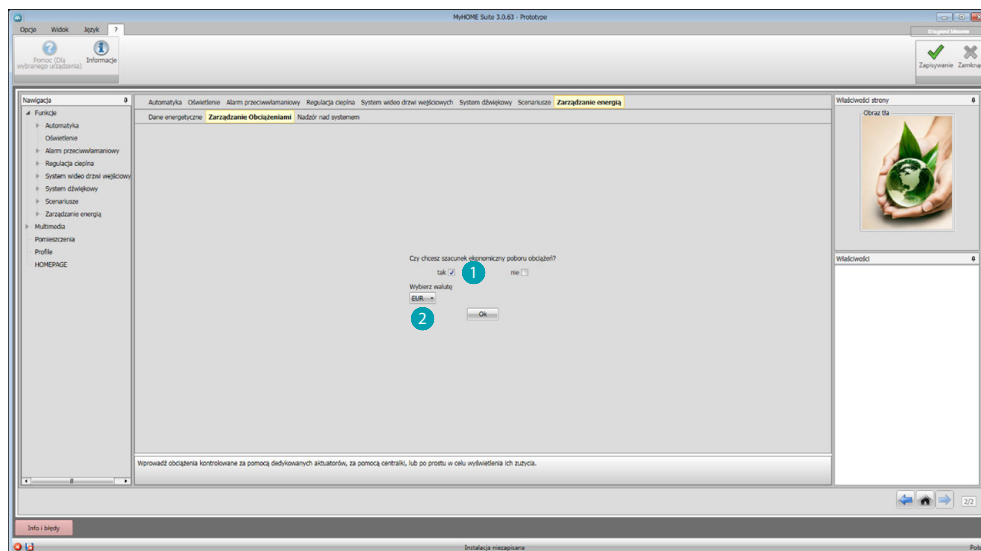 MyHOME Suite 3.0.63 - Prototype
Opcje Widok Język ?
Pomoc (Dla wybranego urządzenia)
Informacje
Zapisywanie Zamknąć
Nawigacja
Funkcje
Automatyka
Oświetlenie
Alarm przeciwwłamaniowy
Regulacja cieplna
System wideo drzwi wejściowy
System dźwiękowy
Scenariusze
Zarządzanie energią
Multimedia
Pomieszczenia
Profile
HOMEPAGE
Automatyka Oświetlenie Alarm przeciwwłamaniowy Regulacja cieplna System wideo drzwi wejściowych System dźwiękowy Scenariusze Zarządzanie energią
Dane energetyczne Zarządzanie Obciążeniami Nadzór nad systemem
Czy chcesz szacunek ekonomiczny poboru obciążeń?
tak 1 nie
Wybierz walutę
EUR
2
Ok
Wprowadź obciążenia kontrolowane za pomocą dedykowanych aktuatorów, za pomocą centralki, lub po prostu w celu wyświetlenia ich zużycia.
Właściwości strony
Obraz tła
Właściwości
2/2
Info i błędy
Instalacja niezapisana